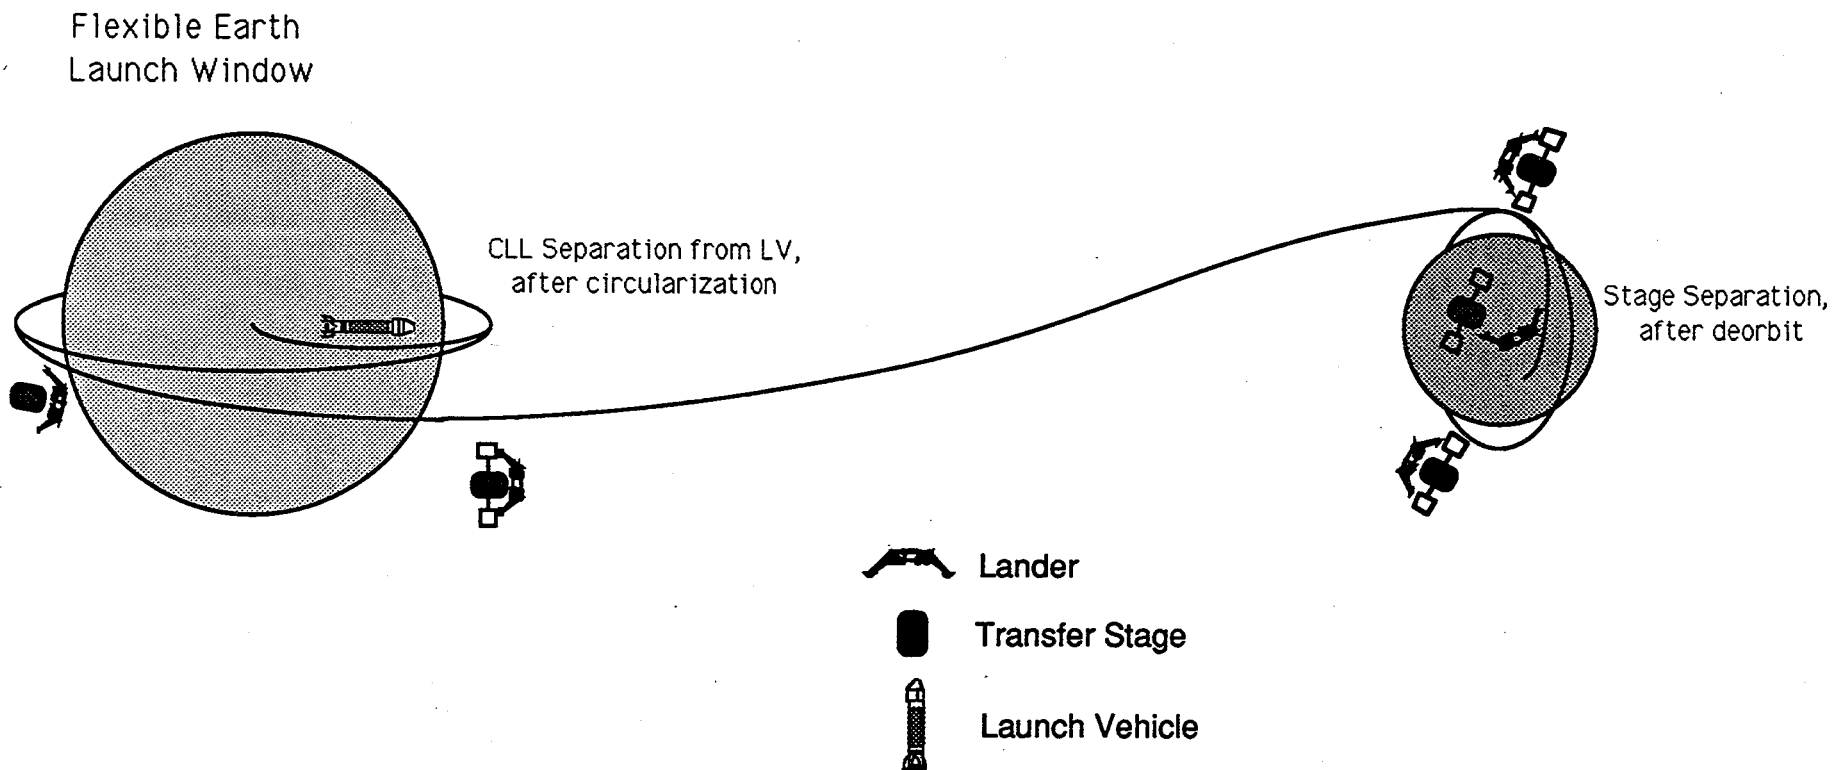 Flexible Earth
Launch Window
CLL Separation from LV,
after circularization
Stage Separation,
after deorbit
Lander
Transfer Stage
Launch Vehicle